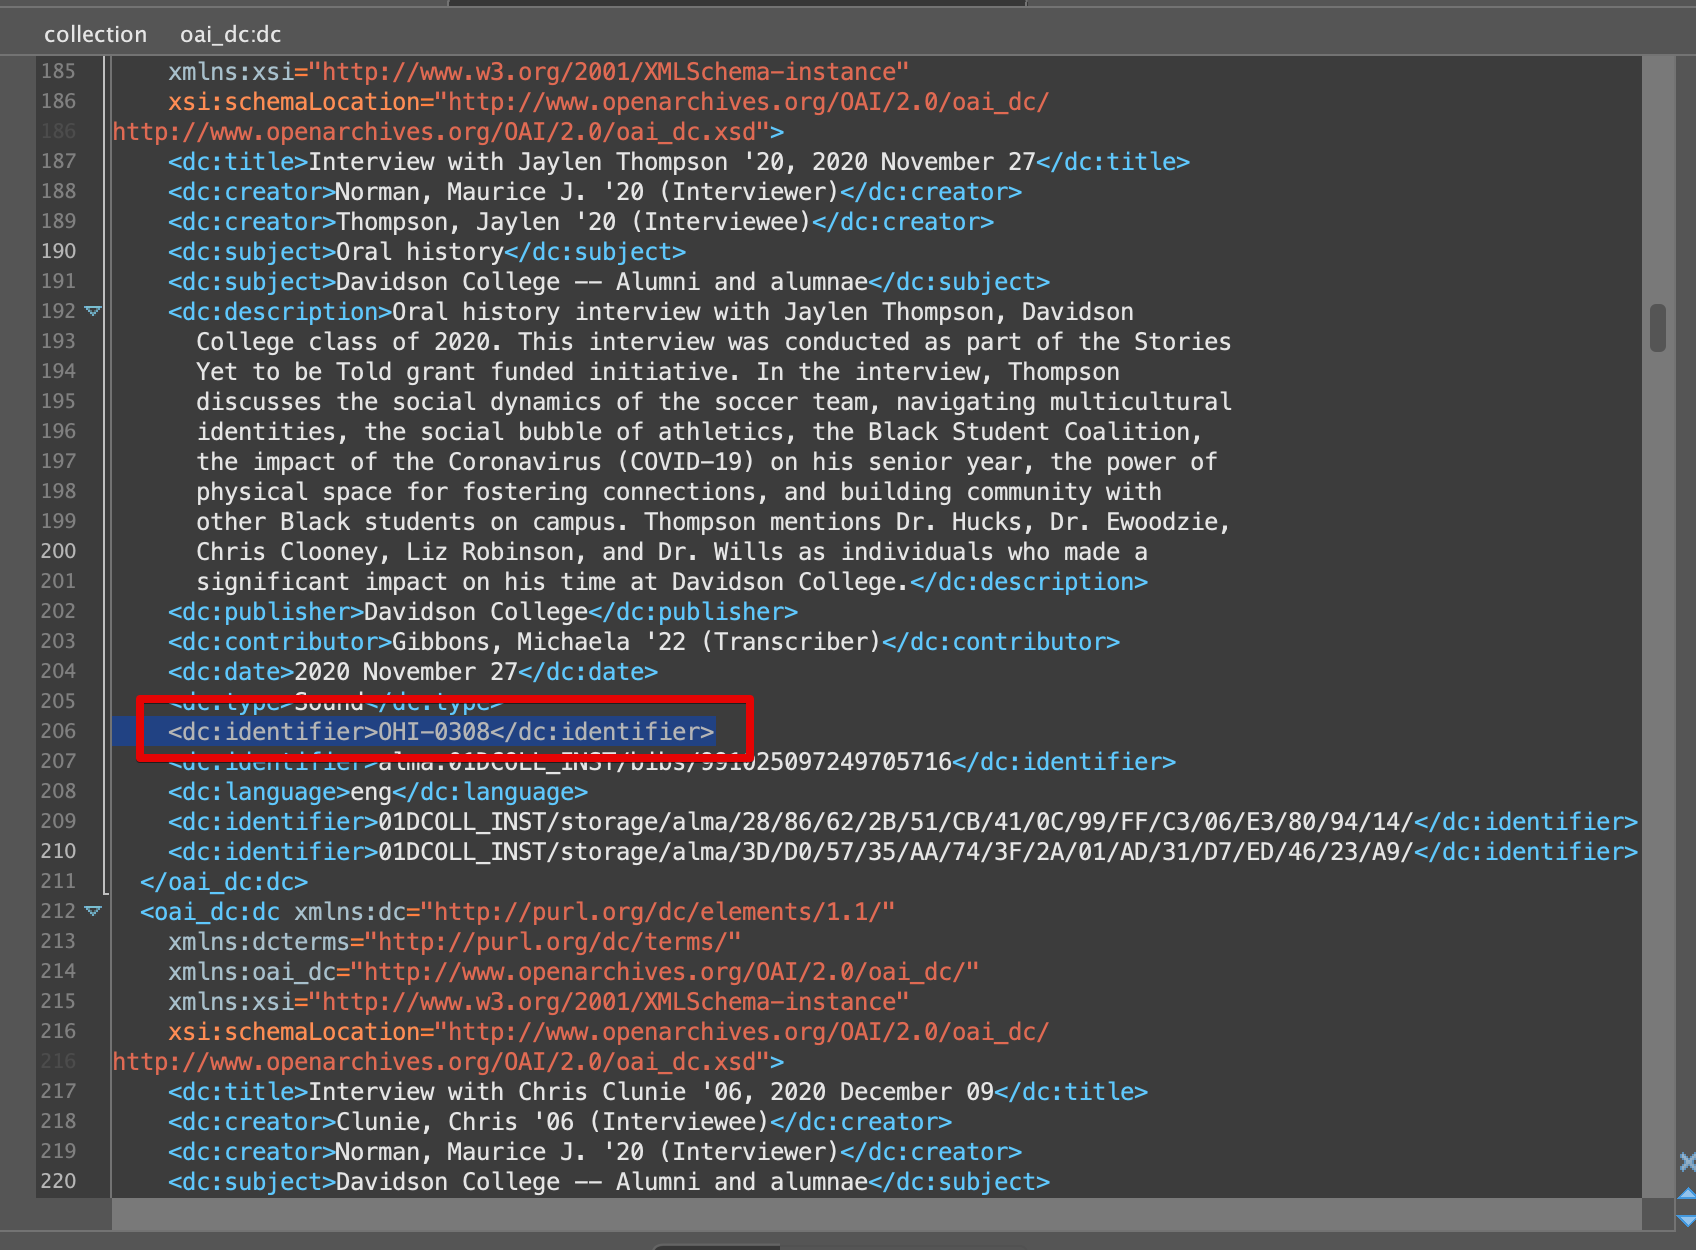 collection oai_dc:dc
185 xmlns:xsi="http://www.w3.org/2001/XMLSchema-instance"
186 xsi:schemaLocation="http://www.openarchives.org/OAI/2.0/oai_dc/
186 http://www.openarchives.org/OAI/2.0/oai_dc.xsd">
187 <dc:title>Interview with Jaylen Thompson '20, 2020 November 27</dc:title>
188 <dc:creator>Norman, Maurice J. '20 (Interviewer)</dc:creator>
189 <dc:creator>Thompson, Jaylen '20 (Interviewee)</dc:creator>
190 <dc:subject>Oral history</dc:subject>
191 <dc:subject>Davidson College -- Alumni and alumnae</dc:subject>
192 <dc:description>Oral history interview with Jaylen Thompson, Davidson
193 College class of 2020. This interview was conducted as part of the Stories
194 Yet to be Told grant funded initiative. In the interview, Thompson
195 discusses the social dynamics of the soccer team, navigating multicultural
196 identities, the social bubble of athletics, the Black Student Coalition,
197 the impact of the Coronavirus (COVID-19) on his senior year, the power of
198 physical space for fostering connections, and building community with
199 other Black students on campus. Thompson mentions Dr. Hucks, Dr. Ewoodzie,
200 Chris Clooney, Liz Robinson, and Dr. Wills as individuals who made a
201 significant impact on his time at Davidson College.</dc:description>
202 <dc:publisher>Davidson College</dc:publisher>
203 <dc:contributor>Gibbons, Michaela '22 (Transcriber)</dc:contributor>
204 <dc:date>2020 November 27</dc:date>
205 <dc:type>Sound</dc:type>
206 <dc:identifier>OHI-0308</dc:identifier>
207 <dc:identifier>alma:01DCOLL_INST/bibs/991025097249705716</dc:identifier>
208 <dc:language>eng</dc:language>
209 <dc:identifier>01DCOLL_INST/storage/alma/28/86/62/2B/51/CB/41/0C/99/FF/C3/06/E3/80/94/14/</dc:identifier>
210 <dc:identifier>01DCOLL_INST/storage/alma/3D/D0/57/35/AA/74/3F/2A/01/AD/31/D7/ED/46/23/A9/</dc:identifier>
211 </oai_dc:dc>
212 <oai_dc:dc xmlns:dc="http://purl.org/dc/elements/1.1/"
213 xmlns:dcterms="http://purl.org/dc/terms/"
214 xmlns:oai_dc="http://www.openarchives.org/OAI/2.0/oai_dc/"
215 xmlns:xsi="http://www.w3.org/2001/XMLSchema-instance"
216 xsi:schemaLocation="http://www.openarchives.org/OAI/2.0/oai_dc/
216 http://www.openarchives.org/OAI/2.0/oai_dc.xsd">
217 <dc:title>Interview with Chris Clunie '06, 2020 December 09</dc:title>
218 <dc:creator>Clunie, Chris '06 (Interviewee)</dc:creator>
219 <dc:creator>Norman, Maurice J. '20 (Interviewer)</dc:creator>
220 <dc:subject>Davidson College -- Alumni and alumnae</dc:subject>